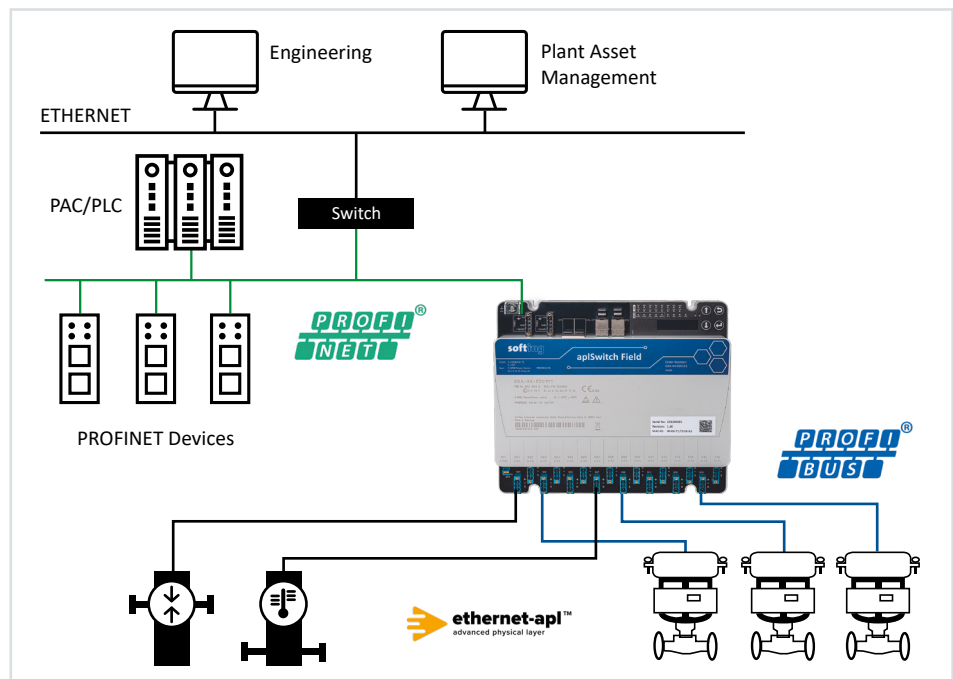 Engineering
Plant Asset
Management
ETHERNET
PAC/PLC
Switch
PROFI®
NET
softing
aplSwitch Field
PROFINET Devices
PROFI®
BUS
ethernet-apl™
advanced physical layer